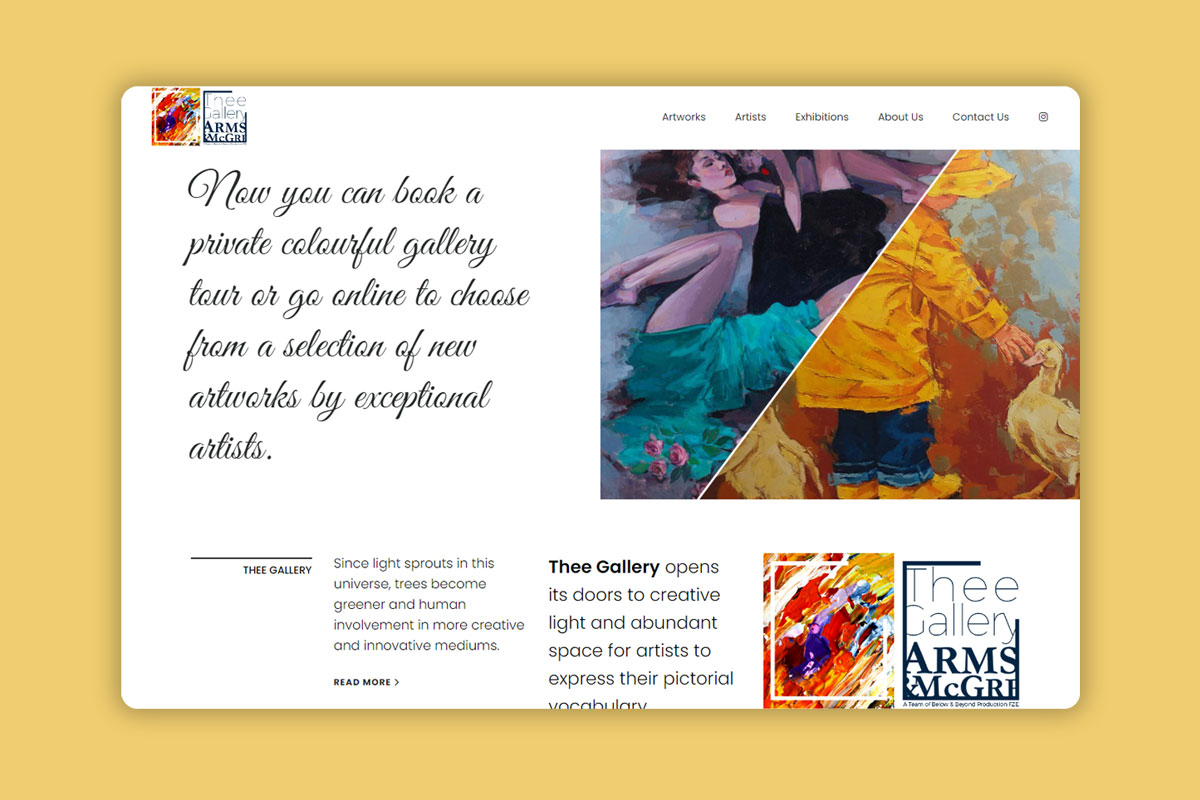 Thee
Gallery
ARMS
&McGRE
Artworks
Artists
Exhibitions
About Us
Contact Us
Now you can book a
private colourful gallery
tour or go online to choose
from a selection of new
artworks by exceptional
artists.
THEE GALLERY
Since light sprouts in this
universe, trees become
greener and human
involvement in more creative
and innovative mediums.
READ MORE
Thee Gallery opens
its doors to creative
light and abundant
space for artists to
express their pictorial
vocabulary
Thee
Gallery
ARMS
&McGRE
A Team of Below & Beyond Production FZE